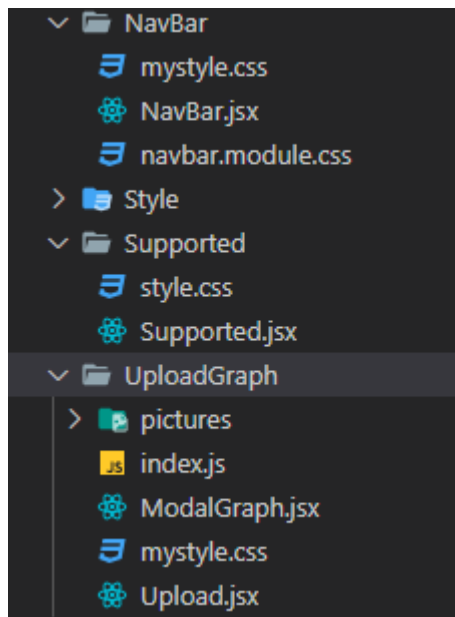 NavBar
mystyle.css
NavBar.jsx
navbar.module.css
Style
Supported
style.css
Supported.jsx
UploadGraph
pictures
JS index.js
ModalGraph.jsx
mystyle.css
Upload.jsx